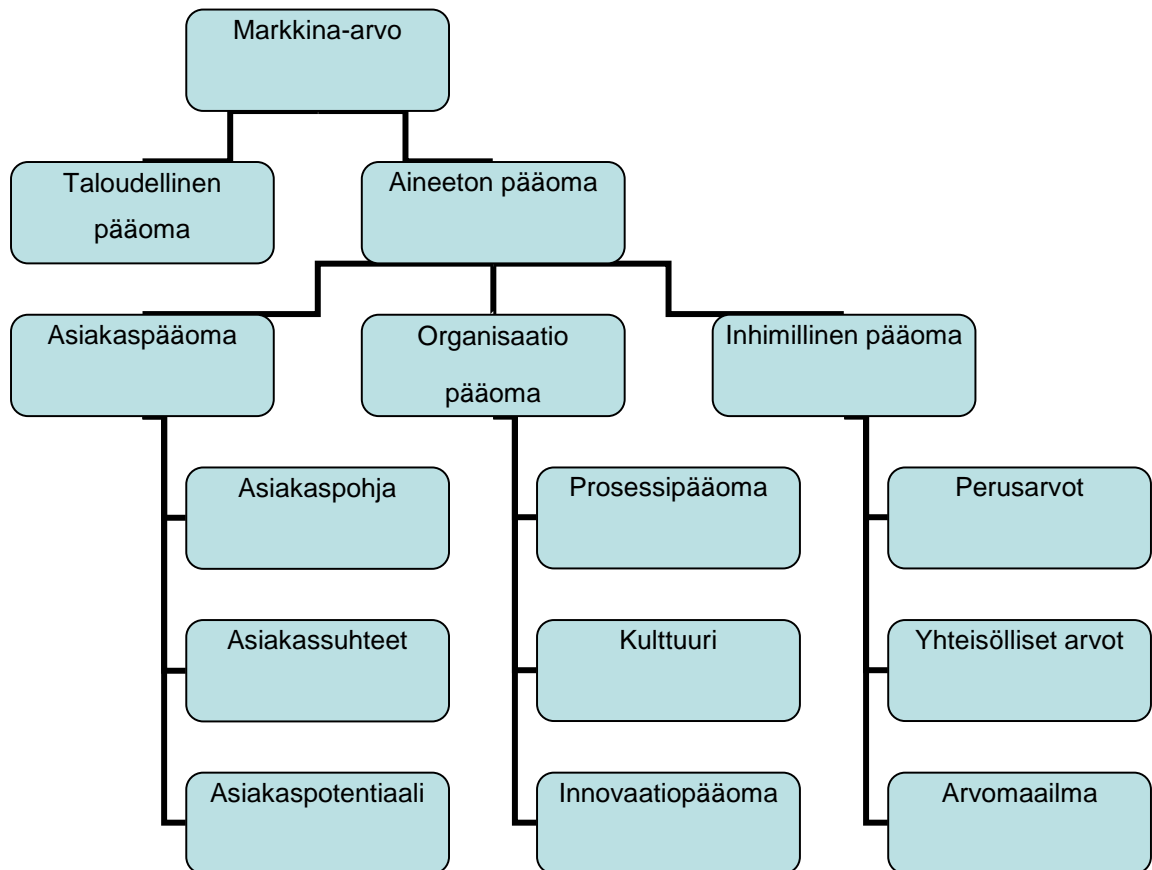 Markkina-arvo
Taloudellinen
pääoma
Aineeton pääoma
Asiakaspääoma
Organisaatio
pääoma
Inhimillinen pääoma
Asiakaspohja
Prosessipääoma
Perusarvot
Asiakassuhteet
Kulttuuri
Yhteisölliset arvot
Asiakaspotentiaali
Innovaatiopääoma
Arvomaailma